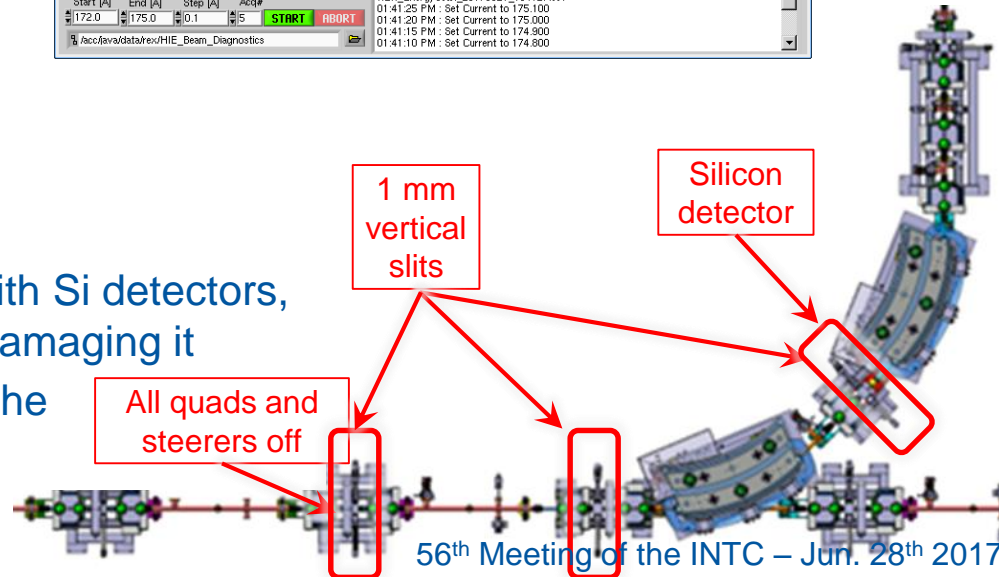 Start [A] End [A] Step [A] Acq#
172.0 175.0 0.1 5 START ABORT
/acc/java/data/rex/HIE_Beam_Diagnostics
01:41:25 PM : Set Current to 175.100
01:41:20 PM : Set Current to 175.000
01:41:15 PM : Set Current to 174.900
01:41:10 PM : Set Current to 174.800
1 mm
vertical
slits
Silicon
detector
ith Si detectors,
amaging it
he
All quads and
steerers off
56th Meeting of the INTC – Jun. 28th 2017